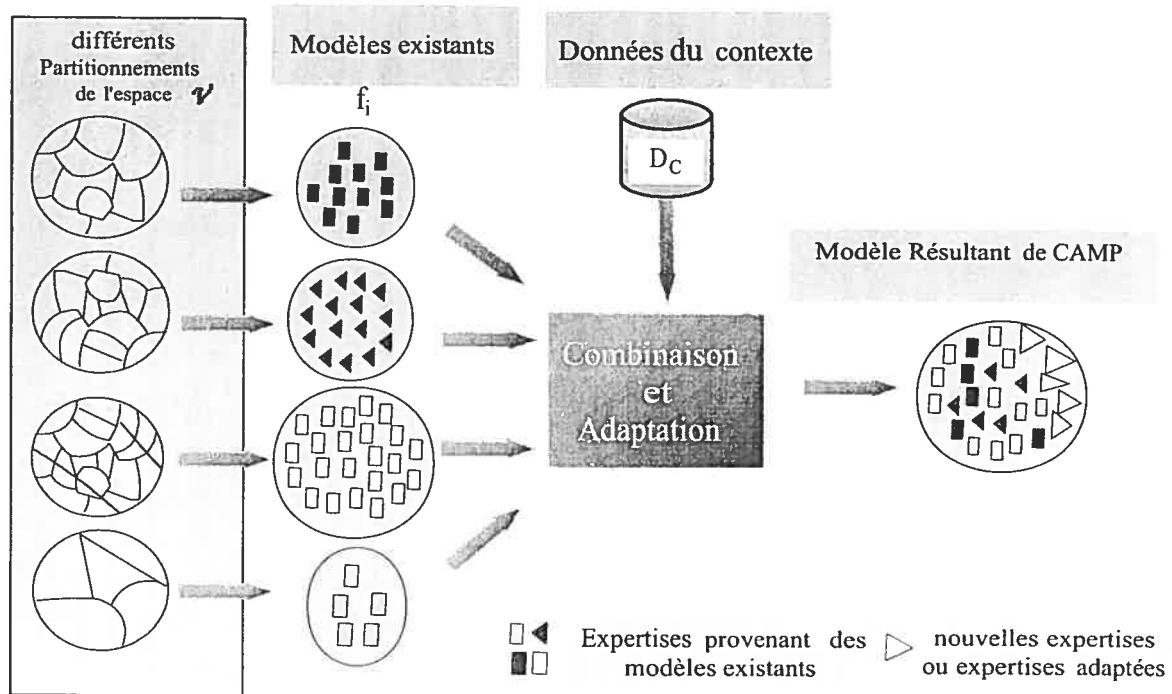 différents
Partitionnements
de l'espace 𝒱
Modèles existants
f_i
Données du contexte
D_C
Combinaison
et
Adaptation
Modèle Résultant de CAMP
Expertises provenant des
modèles existants
nouvelles expertises
ou expertises adaptées